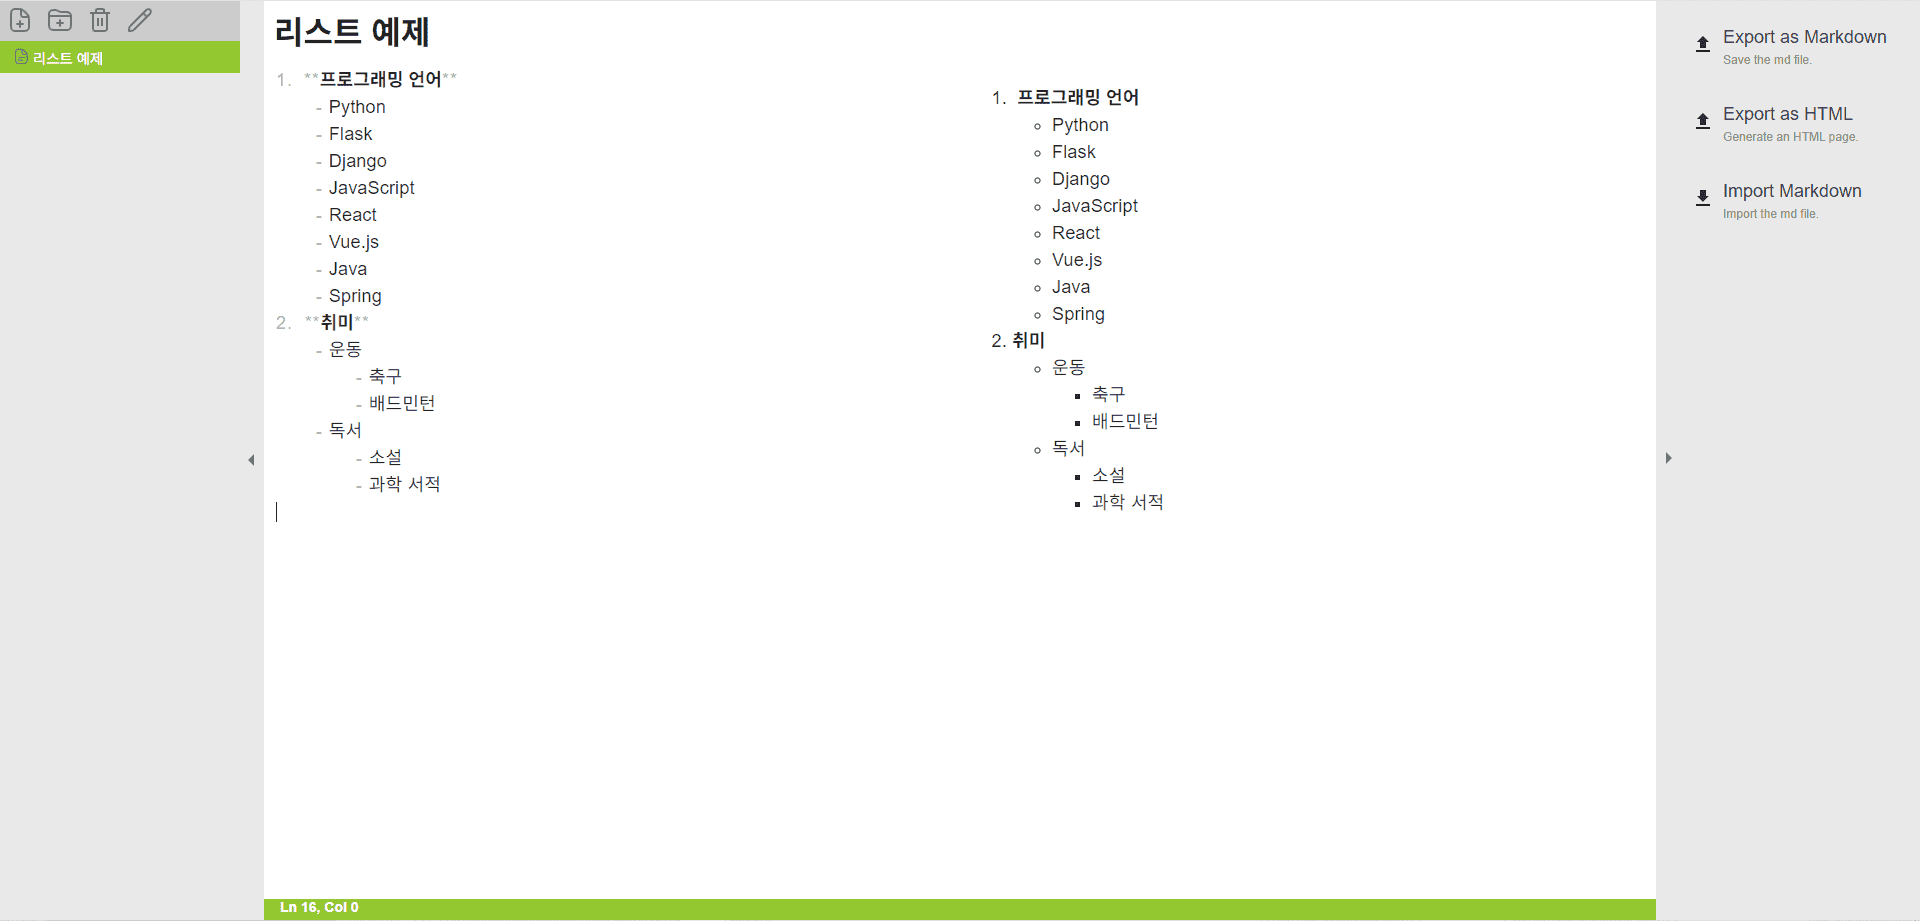 리스트 예제
리스트 예제
1. **프로그래밍 언어**
- Python
- Flask
- Django
- JavaScript
- React
- Vue.js
- Java
- Spring
2. **취미**
- 운동
- 축구
- 배드민턴
- 독서
- 소설
- 과학 서적
1. 프로그래밍 언어
Python
Flask
Django
JavaScript
React
Vue.js
Java
Spring
2. 취미
운동
축구
배드민턴
독서
소설
과학 서적
Export as Markdown
Save the md file.
Export as HTML
Generate an HTML page.
Import Markdown
Import the md file.
Ln 16, Col 0